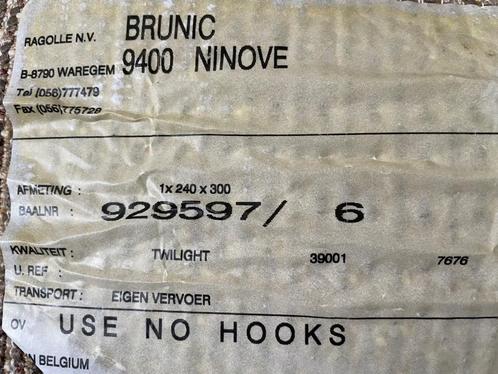 RAGOLLE N.V. BRUNIC
B-8790 WAREGEM 9400 NINOVE
Tel (056)777479
Fax (056)775728
AFMETING : 1x 240 x 300
BAALNR : 929597/ 6
KWALITEIT : TWILIGHT 39001 7676
U. REF :
TRANSPORT : EIGEN VERVOER
OV USE NO HOOKS
N BELGIUM